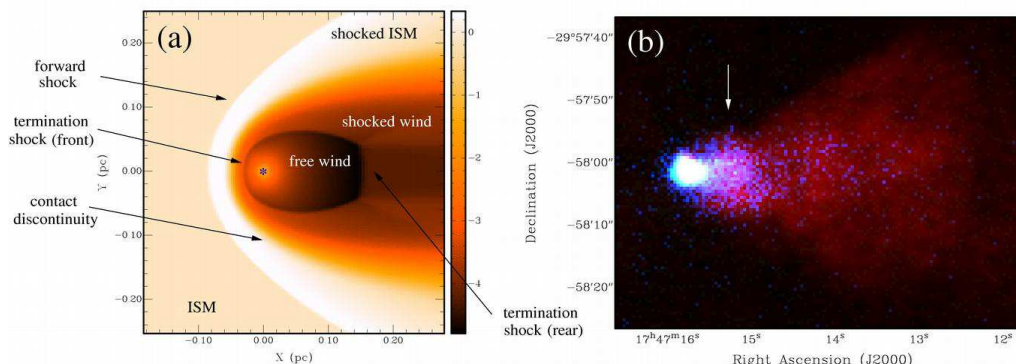 (a)
shocked ISM
forward
shock
termination
shock (front)
shocked wind
free wind
contact
discontinuity
ISM
termination
shock (rear)
0.20
0.10
0.00
−0.10
−0.20
Y (pc)
0.00
0.10
0.20
X (pc)
0
−1
−2
−3
−4
(b)
−29°57'40"
−57'50"
−58'00"
−58'10"
−58'20"
Declination (J2000)
17ʰ47ᵐ16ˢ
15ˢ
14ˢ
13ˢ
12ˢ
Right Ascension (J2000)